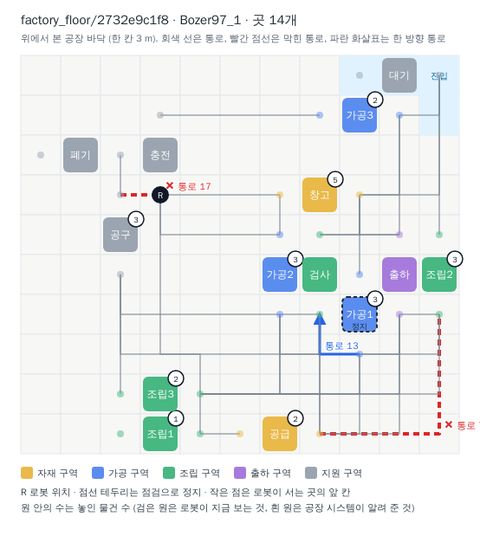 factory_floor/2732e9c1f8 · Bozer97_1 · 곳 14개
위에서 본 공장 바닥 (한 칸 3 m). 회색 선은 통로, 빨간 점선은 막힌 통로, 파란 화살표는 한 방향 통로
대기
전립
2
가공3
폐기
충전
× 통로 17
R
5
창고
3
공구
3
가공2
검사
출하
3
조립2
3
가공1
정지
통로 13
2
조립3
1
조립1
2
공급
× 통로
자재 구역
가공 구역
조립 구역
출하 구역
지원 구역
R 로봇 위치 · 점선 테두리는 점검으로 정지 · 작은 점은 로봇이 서는 곳의 앞 칸
원 안의 수는 놓인 물건 수 (검은 원은 로봇이 지금 보는 것, 흰 원은 공장 시스템이 알려 준 것)